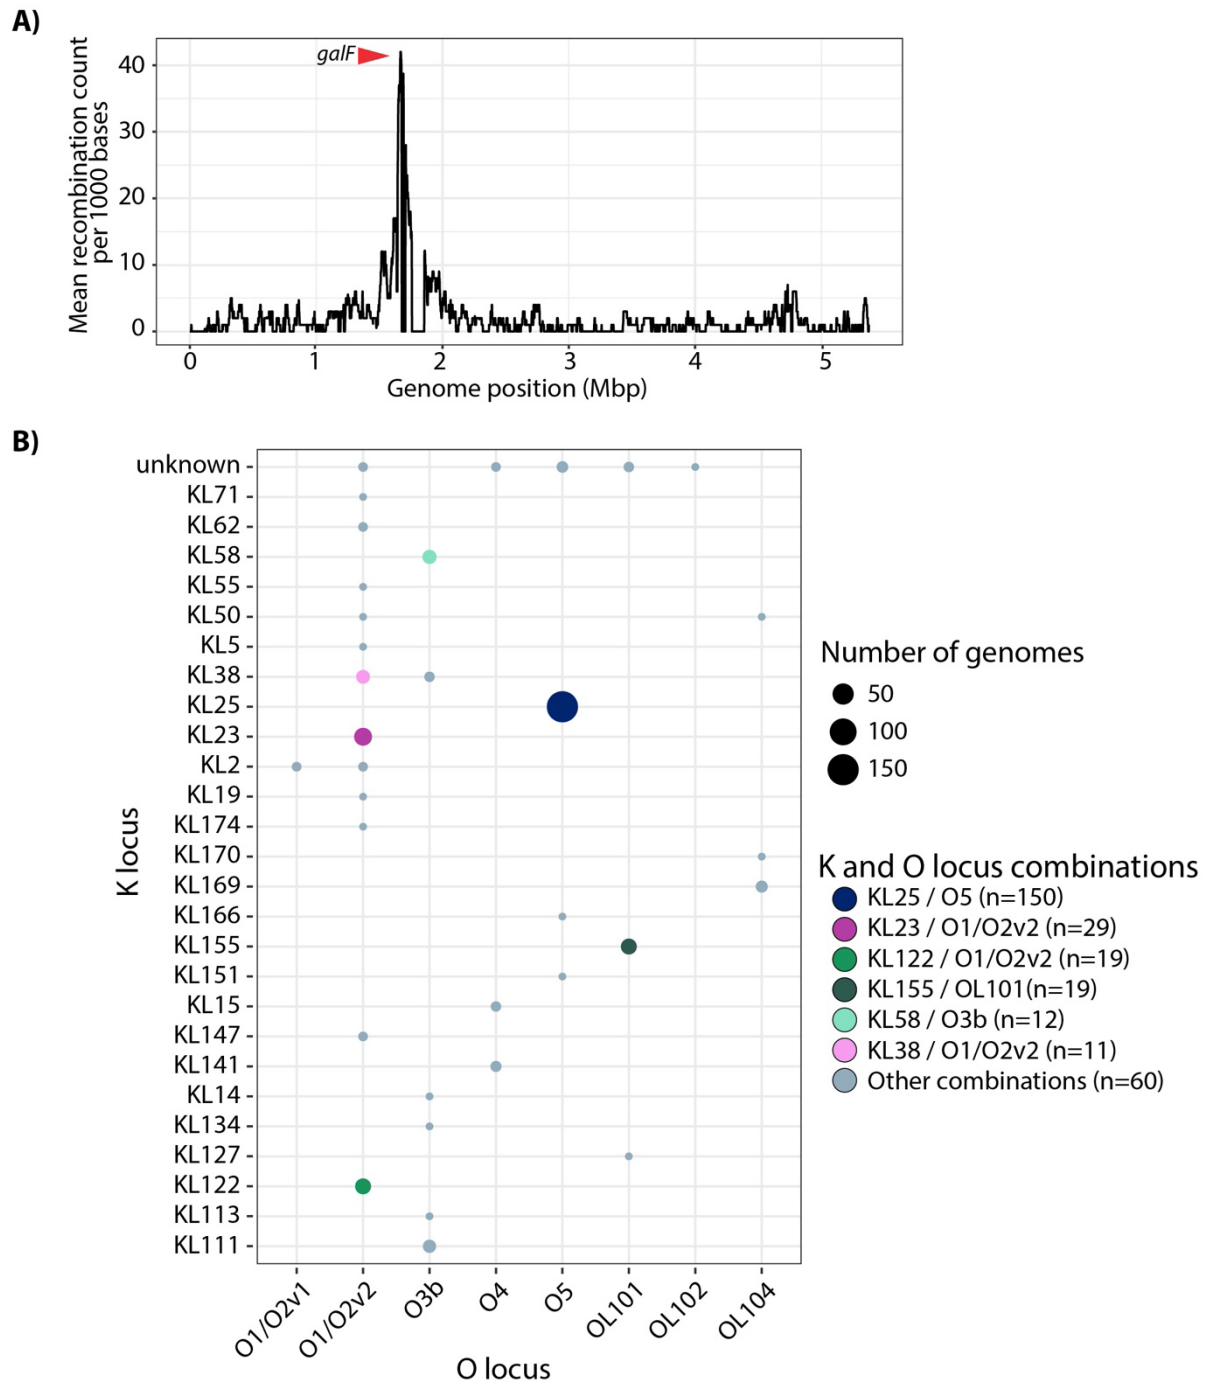 A)
Mean recombination count
per 1000 bases
galF
40
30
20
10
0
0 1 2 3 4 5
Genome position (Mbp)
B)
K locus
unknown
KL71
KL62
KL58
KL55
KL50
KL5
KL38
KL25
KL23
KL2
KL19
KL174
KL170
KL169
KL166
KL155
KL151
KL15
KL147
KL141
KL14
KL134
KL127
KL122
KL113
KL111
O1/O2v1
O1/O2v2
O3b
O4
O5
OL101
OL102
OL104
O locus
Number of genomes
50
100
150
K and O locus combinations
KL25 / O5 (n=150)
KL23 / O1/O2v2 (n=29)
KL122 / O1/O2v2 (n=19)
KL155 / OL101(n=19)
KL58 / O3b (n=12)
KL38 / O1/O2v2 (n=11)
Other combinations (n=60)